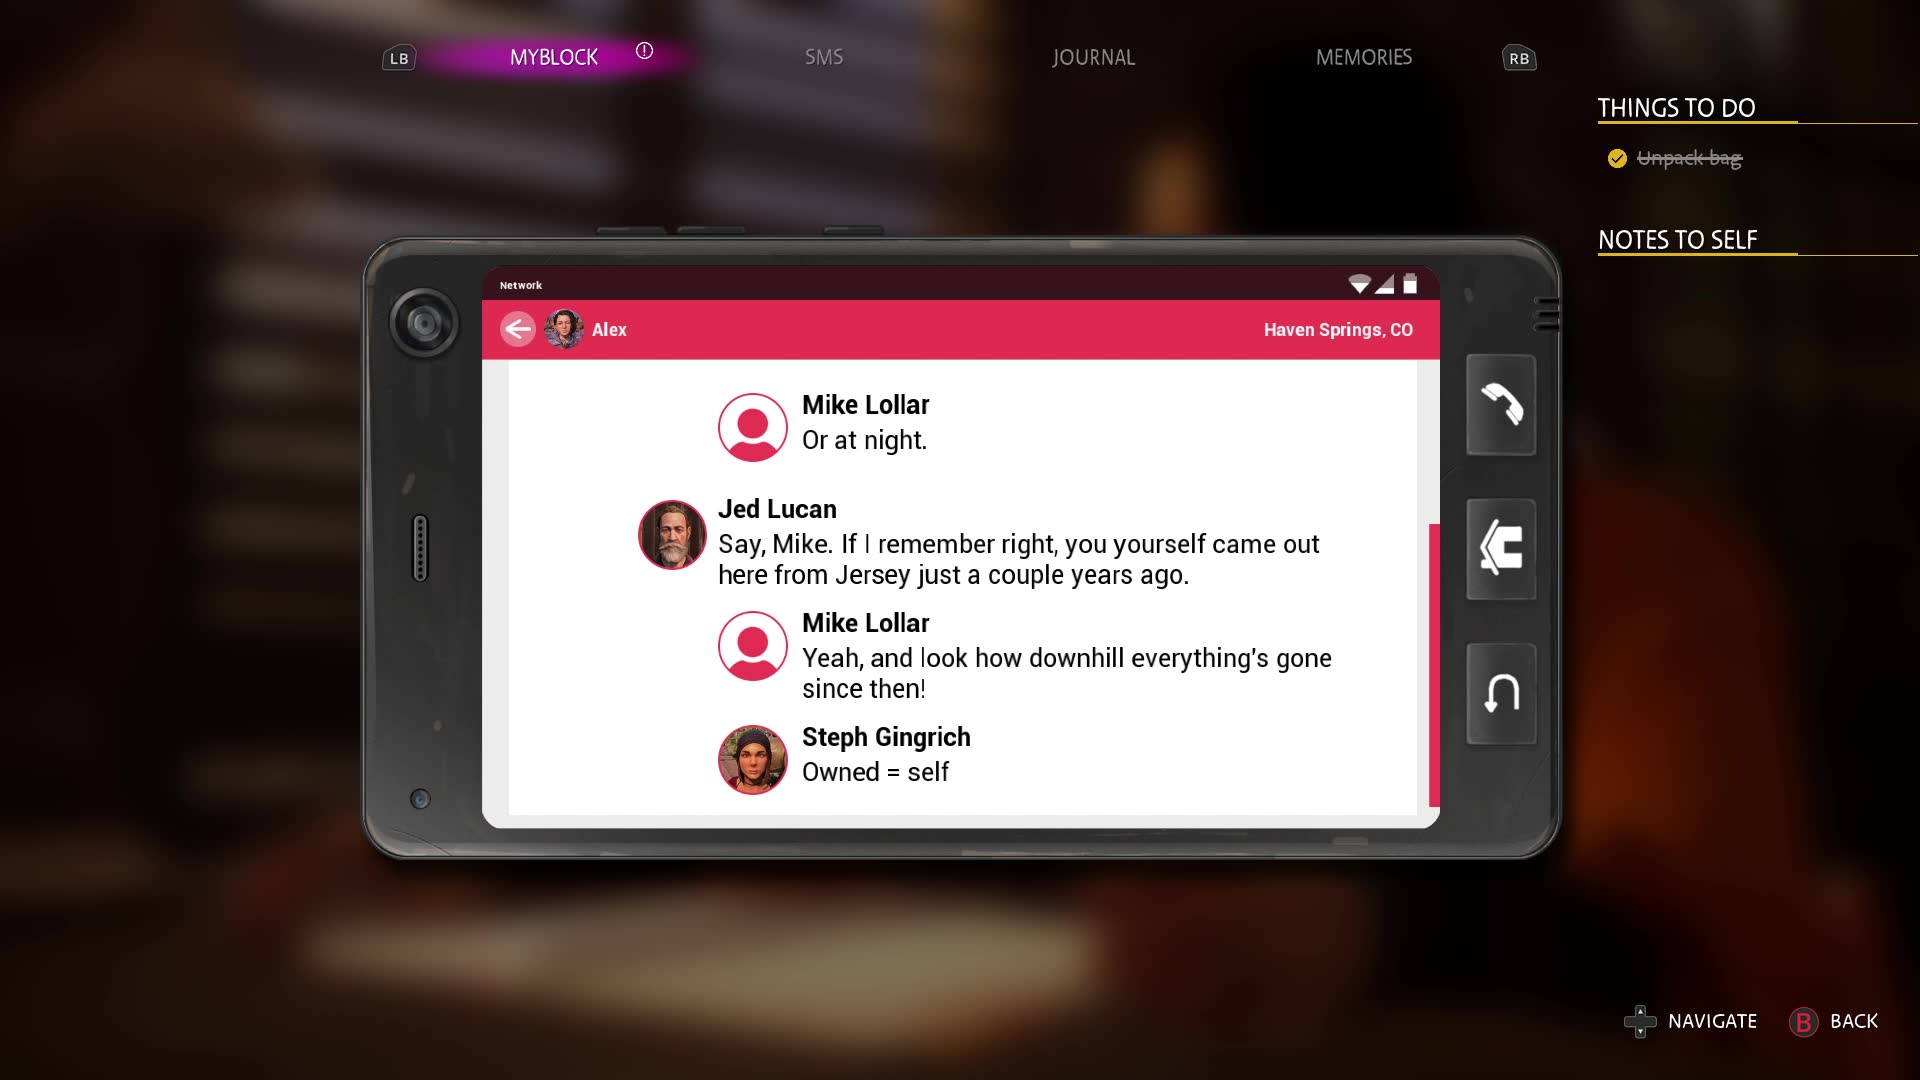 LB
MYBLOCK
SMS
JOURNAL
MEMORIES
RB
THINGS TO DO
Unpack bag
NOTES TO SELF
Network
Alex
Haven Springs, CO
Mike Lollar
Or at night.
Jed Lucan
Say, Mike. If I remember right, you yourself came out
here from Jersey just a couple years ago.
Mike Lollar
Yeah, and look how downhill everything's gone
since then!
Steph Gingrich
Owned = self
NAVIGATE
B BACK